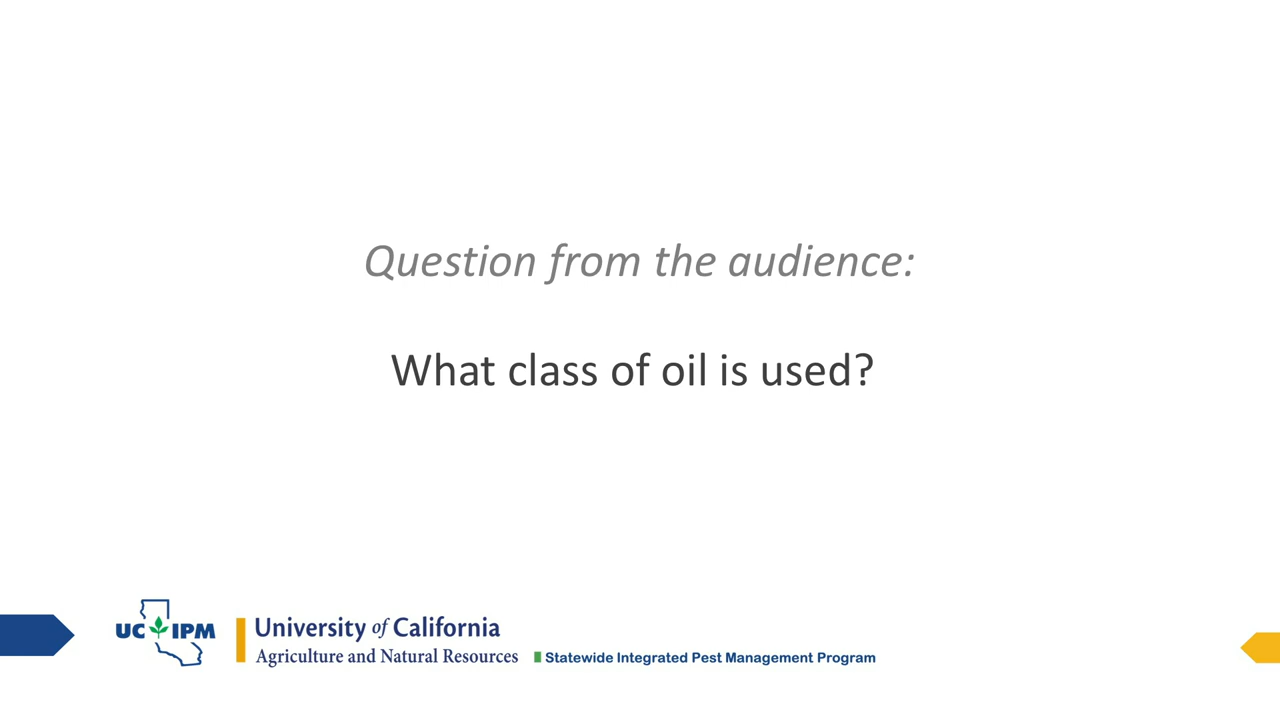 Question from the audience:
What class of oil is used?
UC IPM
University of California
Agriculture and Natural Resources
Statewide Integrated Pest Management Program